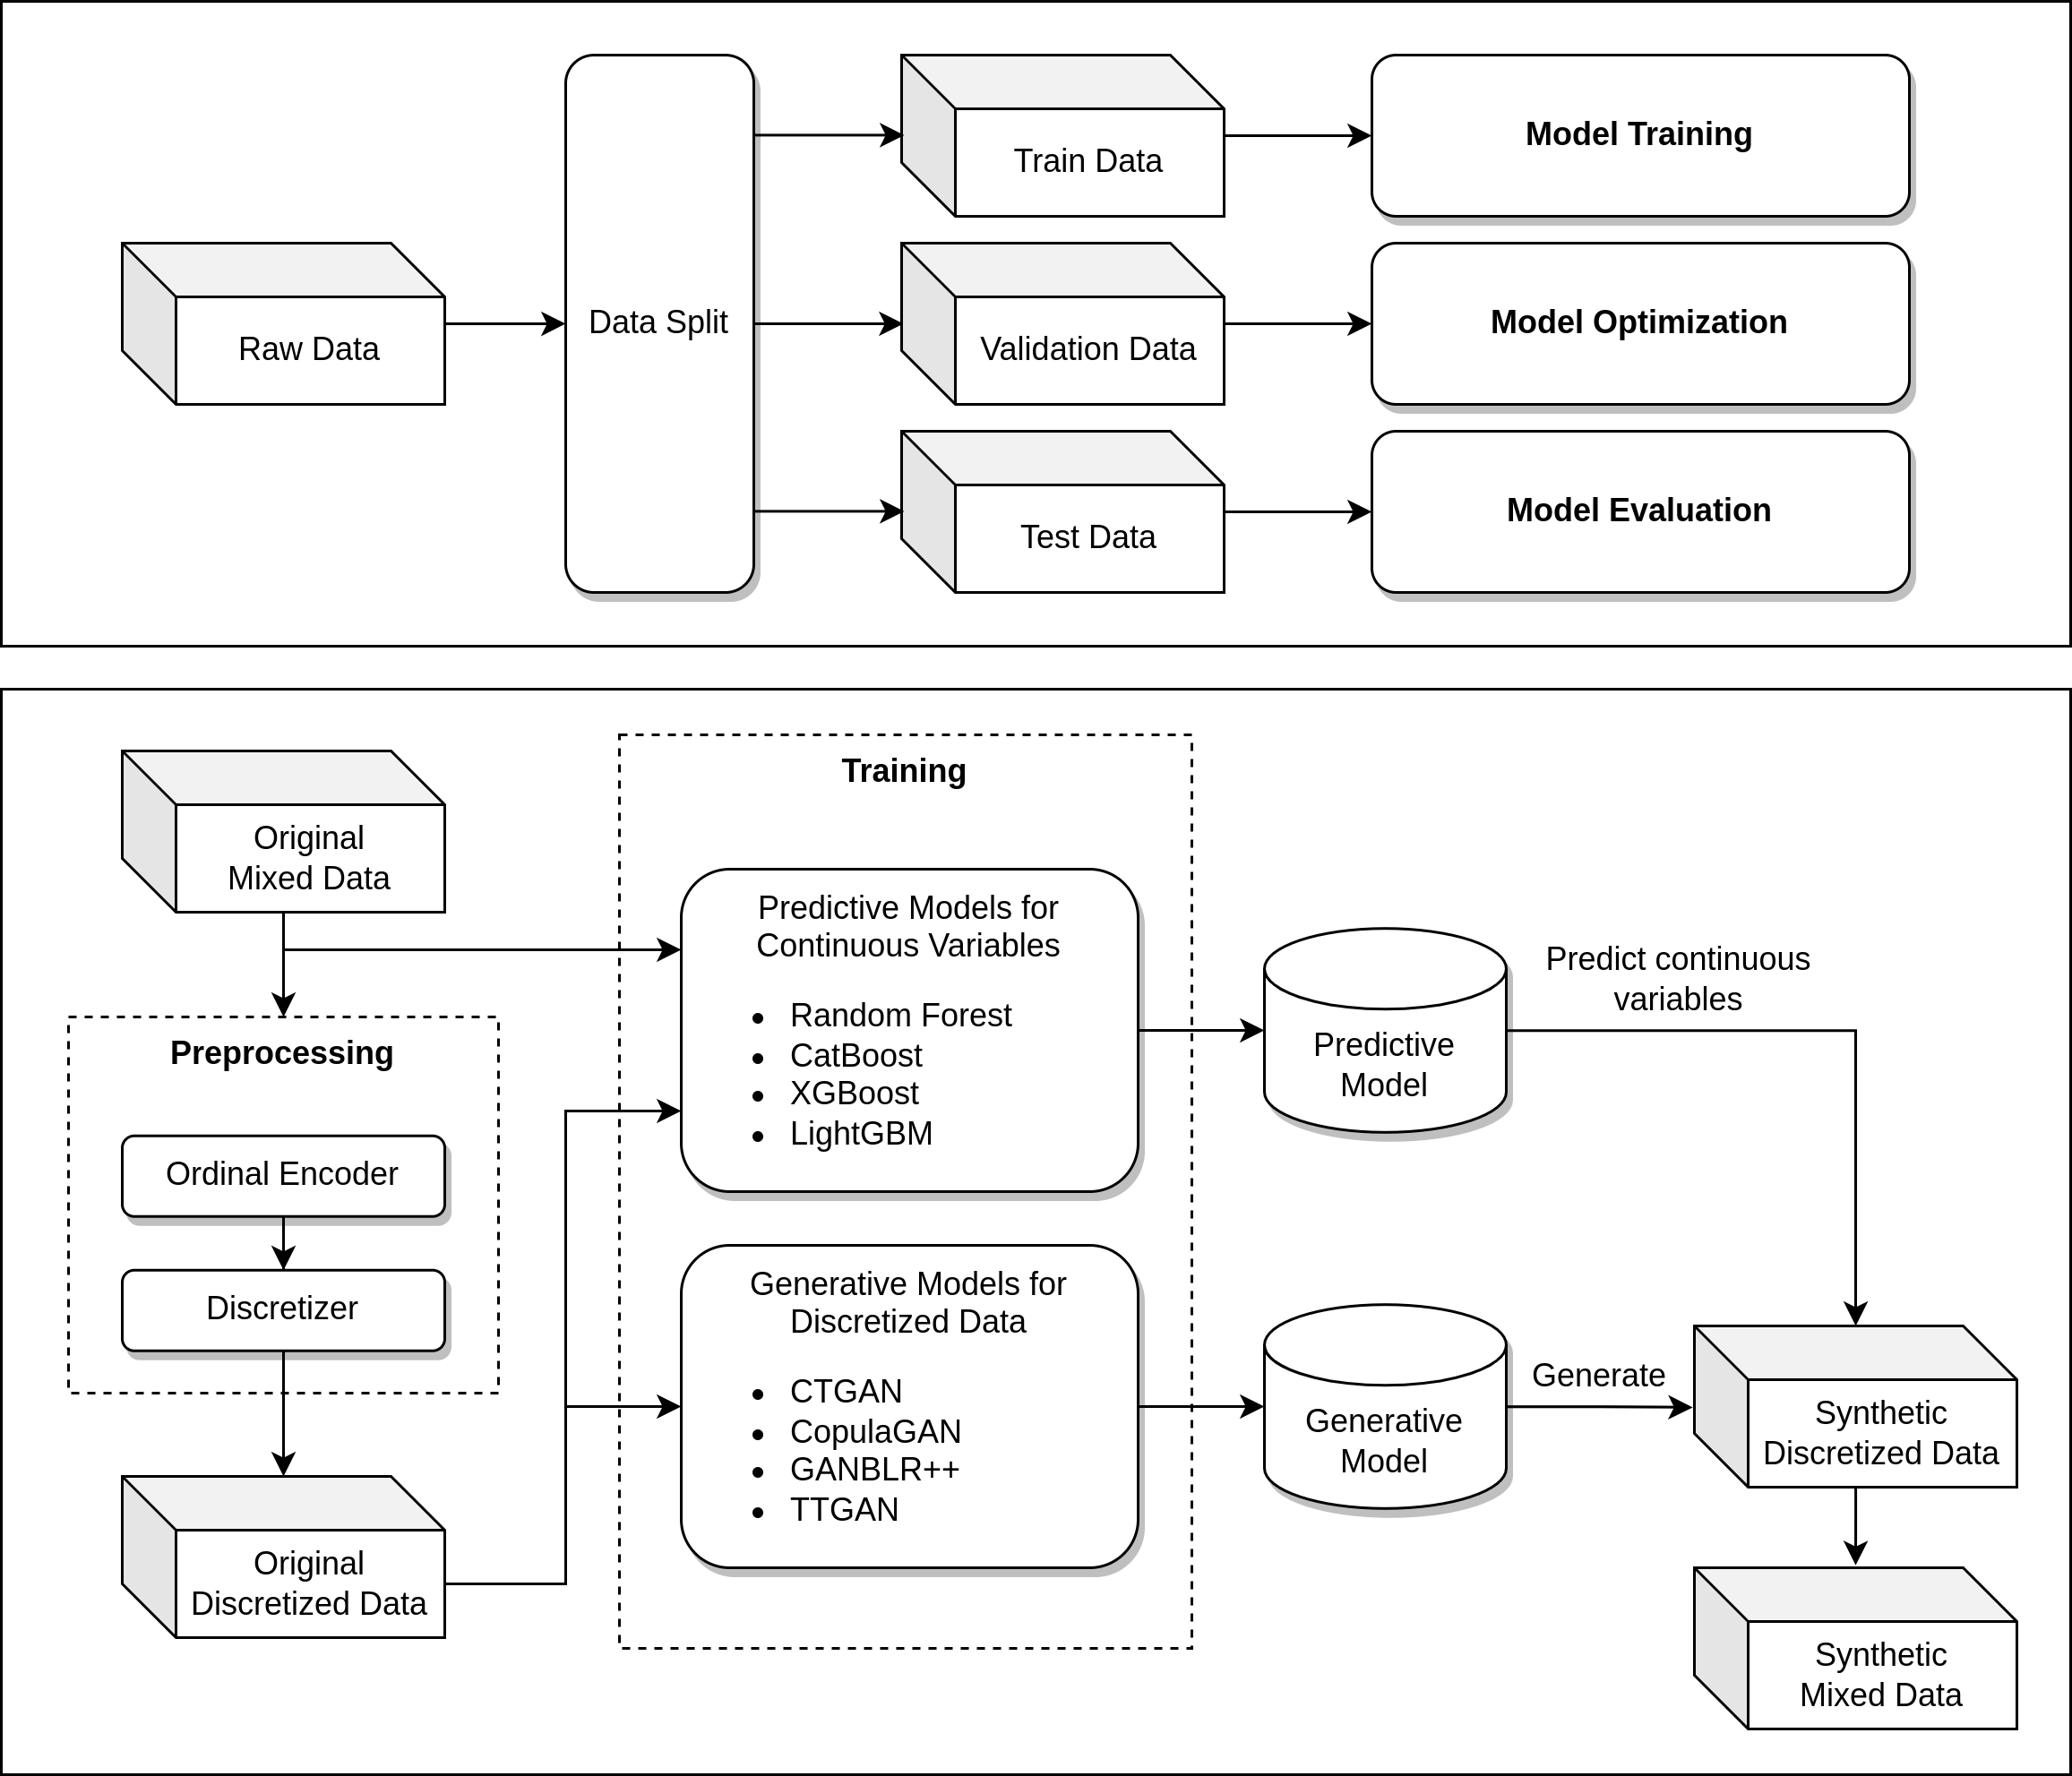 Raw Data
Data Split
Train Data
Validation Data
Test Data
Model Training
Model Optimization
Model Evaluation
Original
Mixed Data
Preprocessing
Ordinal Encoder
Discretizer
Original
Discretized Data
Training
Predictive Models for
Continuous Variables
• Random Forest
• CatBoost
• XGBoost
• LightGBM
Generative Models for
Discretized Data
• CTGAN
• CopulaGAN
• GANBLR++
• TTGAN
Predictive
Model
Predict continuous
variables
Generative
Model
Generate
Synthetic
Discretized Data
Synthetic
Mixed Data